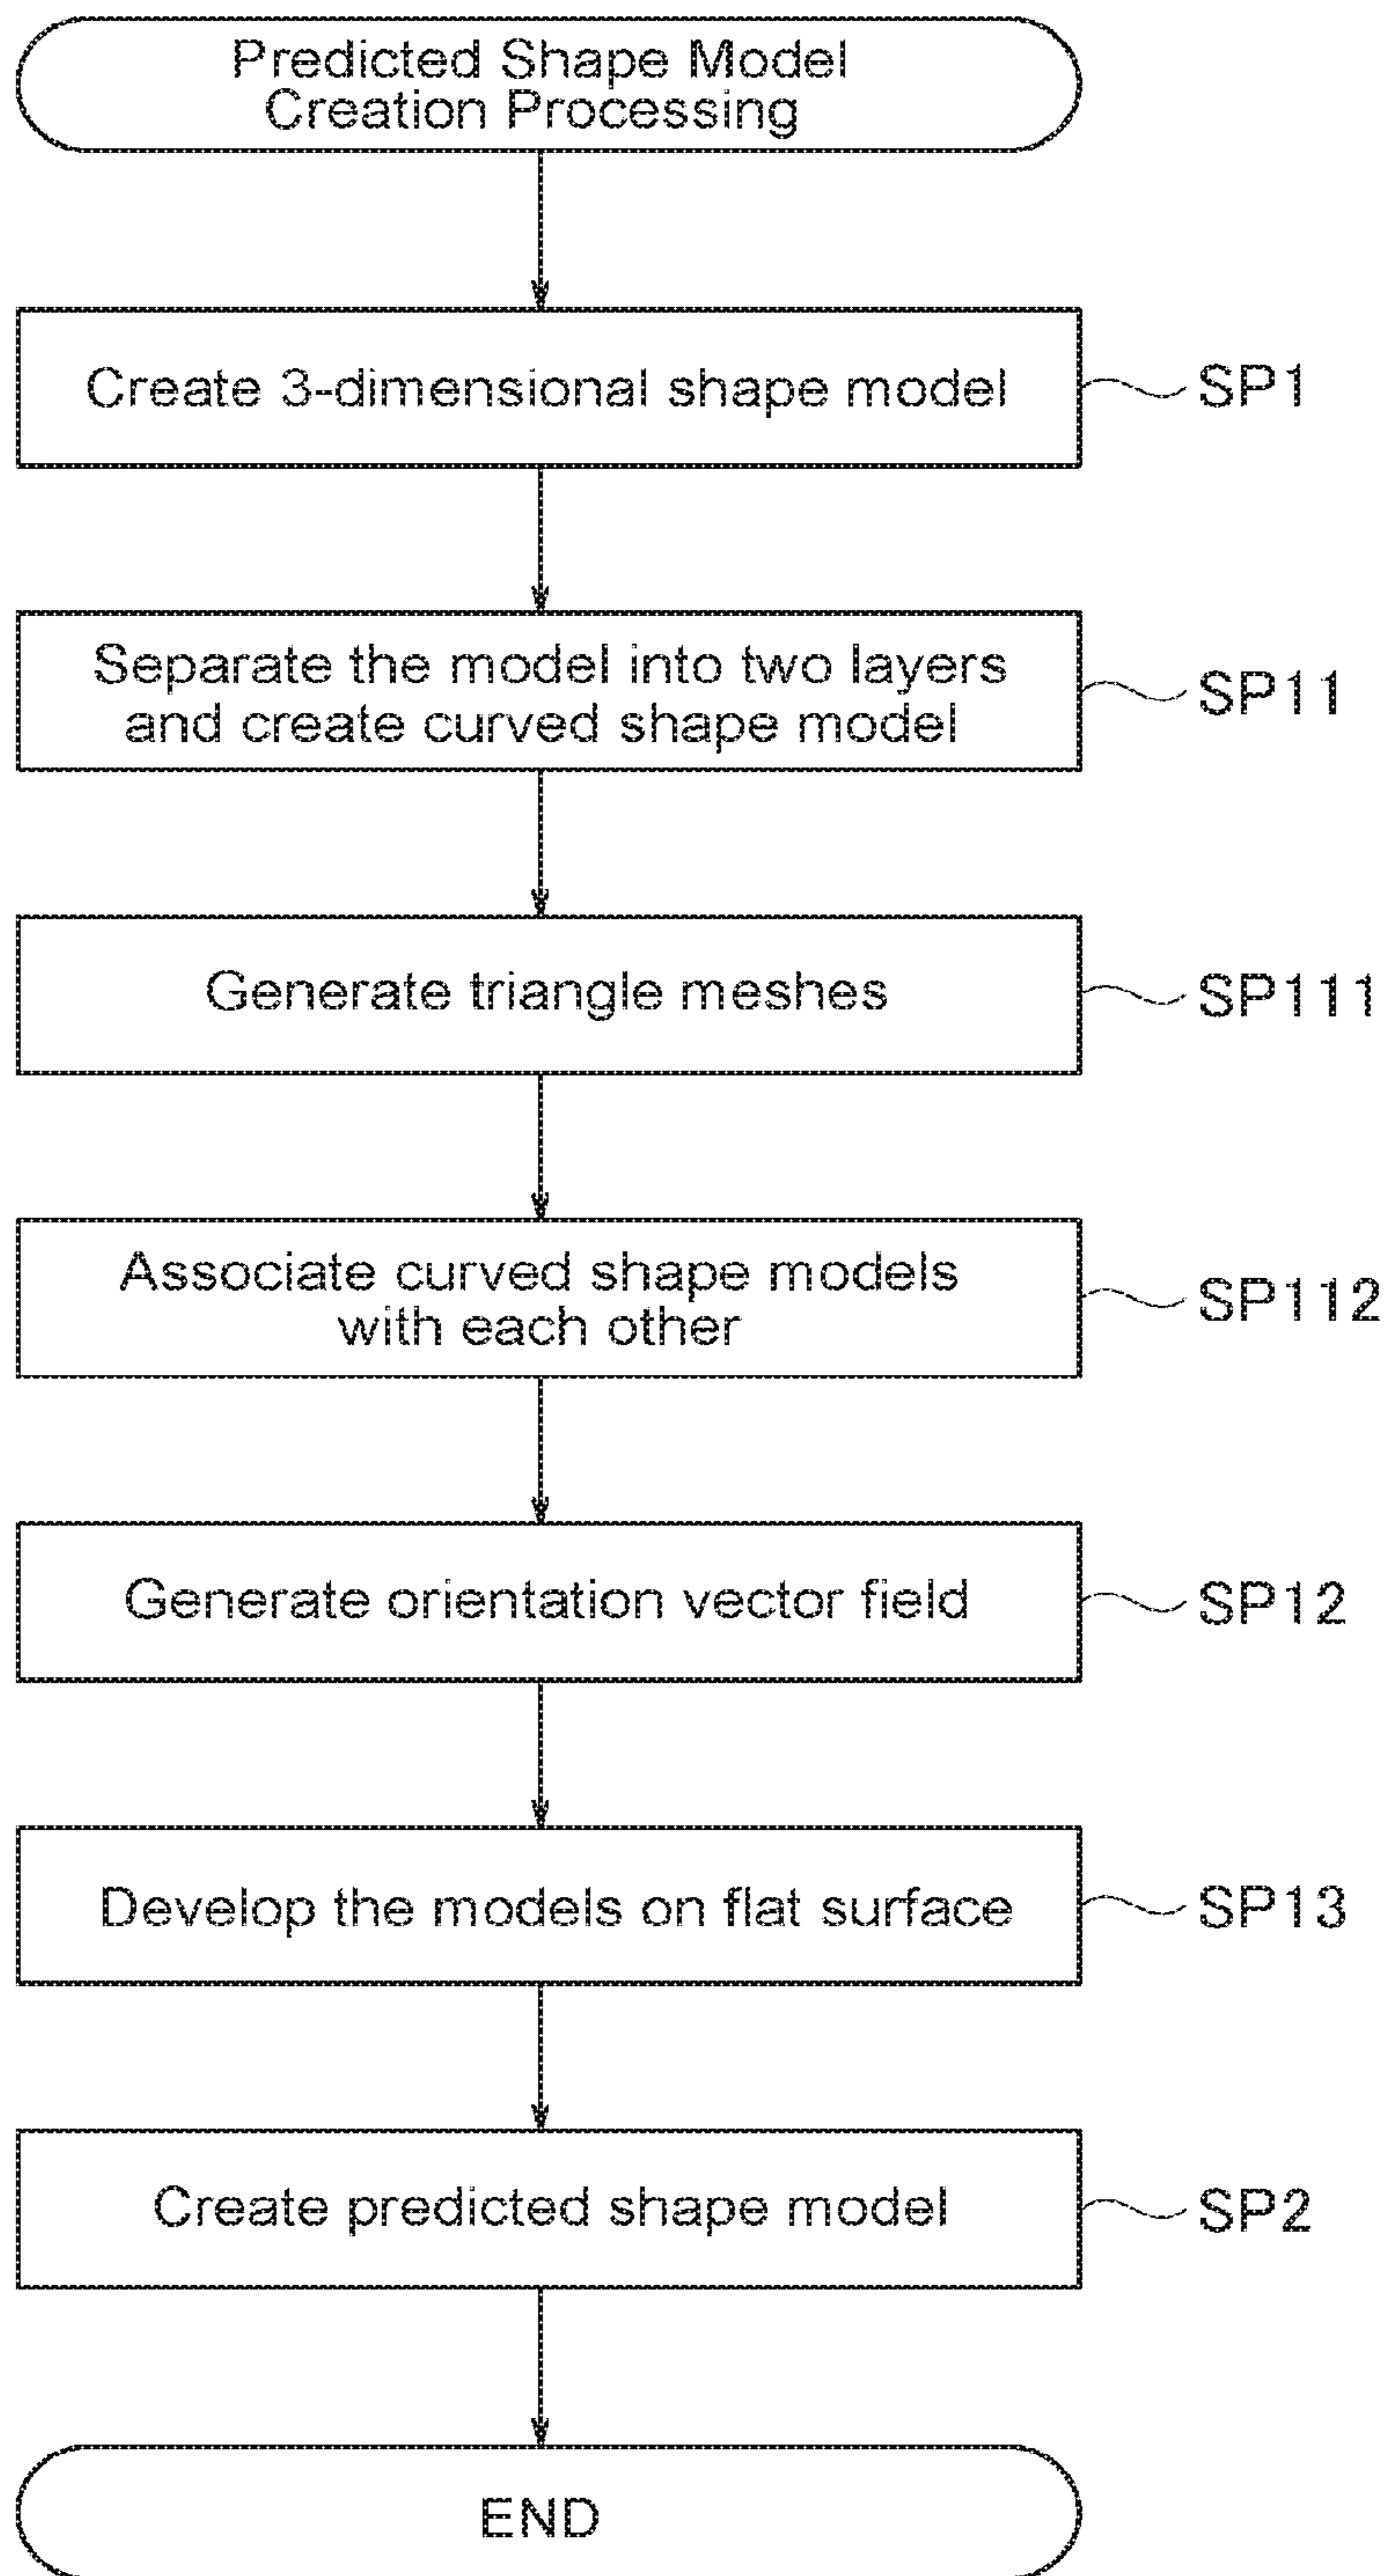 Predicted Shape Model
Creation Processing
Create 3-dimensional shape model
SP1
Separate the model into two layers
and create curved shape model
SP11
Generate triangle meshes
SP111
Associate curved shape models
with each other
SP112
Generate orientation vector field
SP12
Develop the models on flat surface
SP13
Create predicted shape model
SP2
END